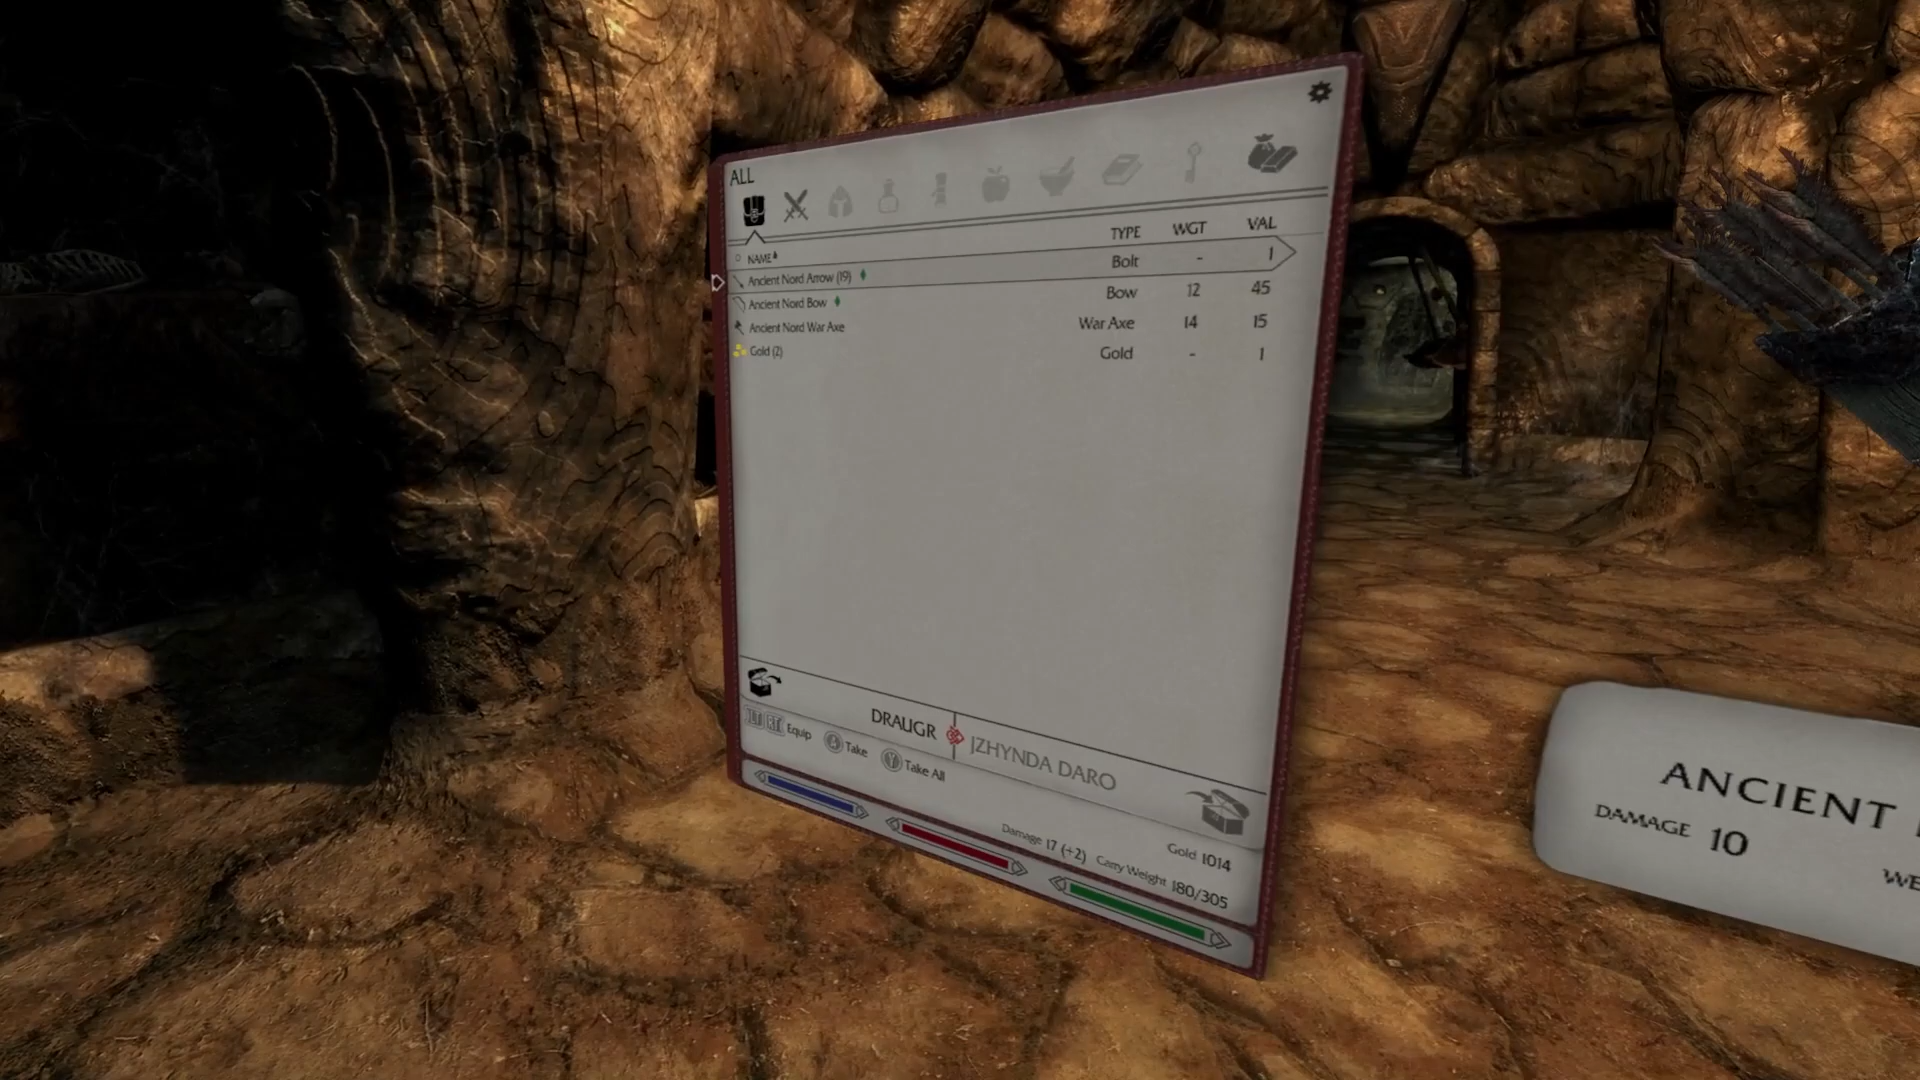 ALL
NAME TYPE WGT VAL
Ancient Nord Arrow (19) Bolt - 1
Ancient Nord Bow Bow 12 45
Ancient Nord War Axe War Axe 14 15
Gold (2) Gold - 1
DRAUGR JZHYNDA DARO
Equip Take Y Take All
Damage 17 (+2) Gold 1014
Carry Weight 180/305
ANCIENT
DAMAGE 10
WE